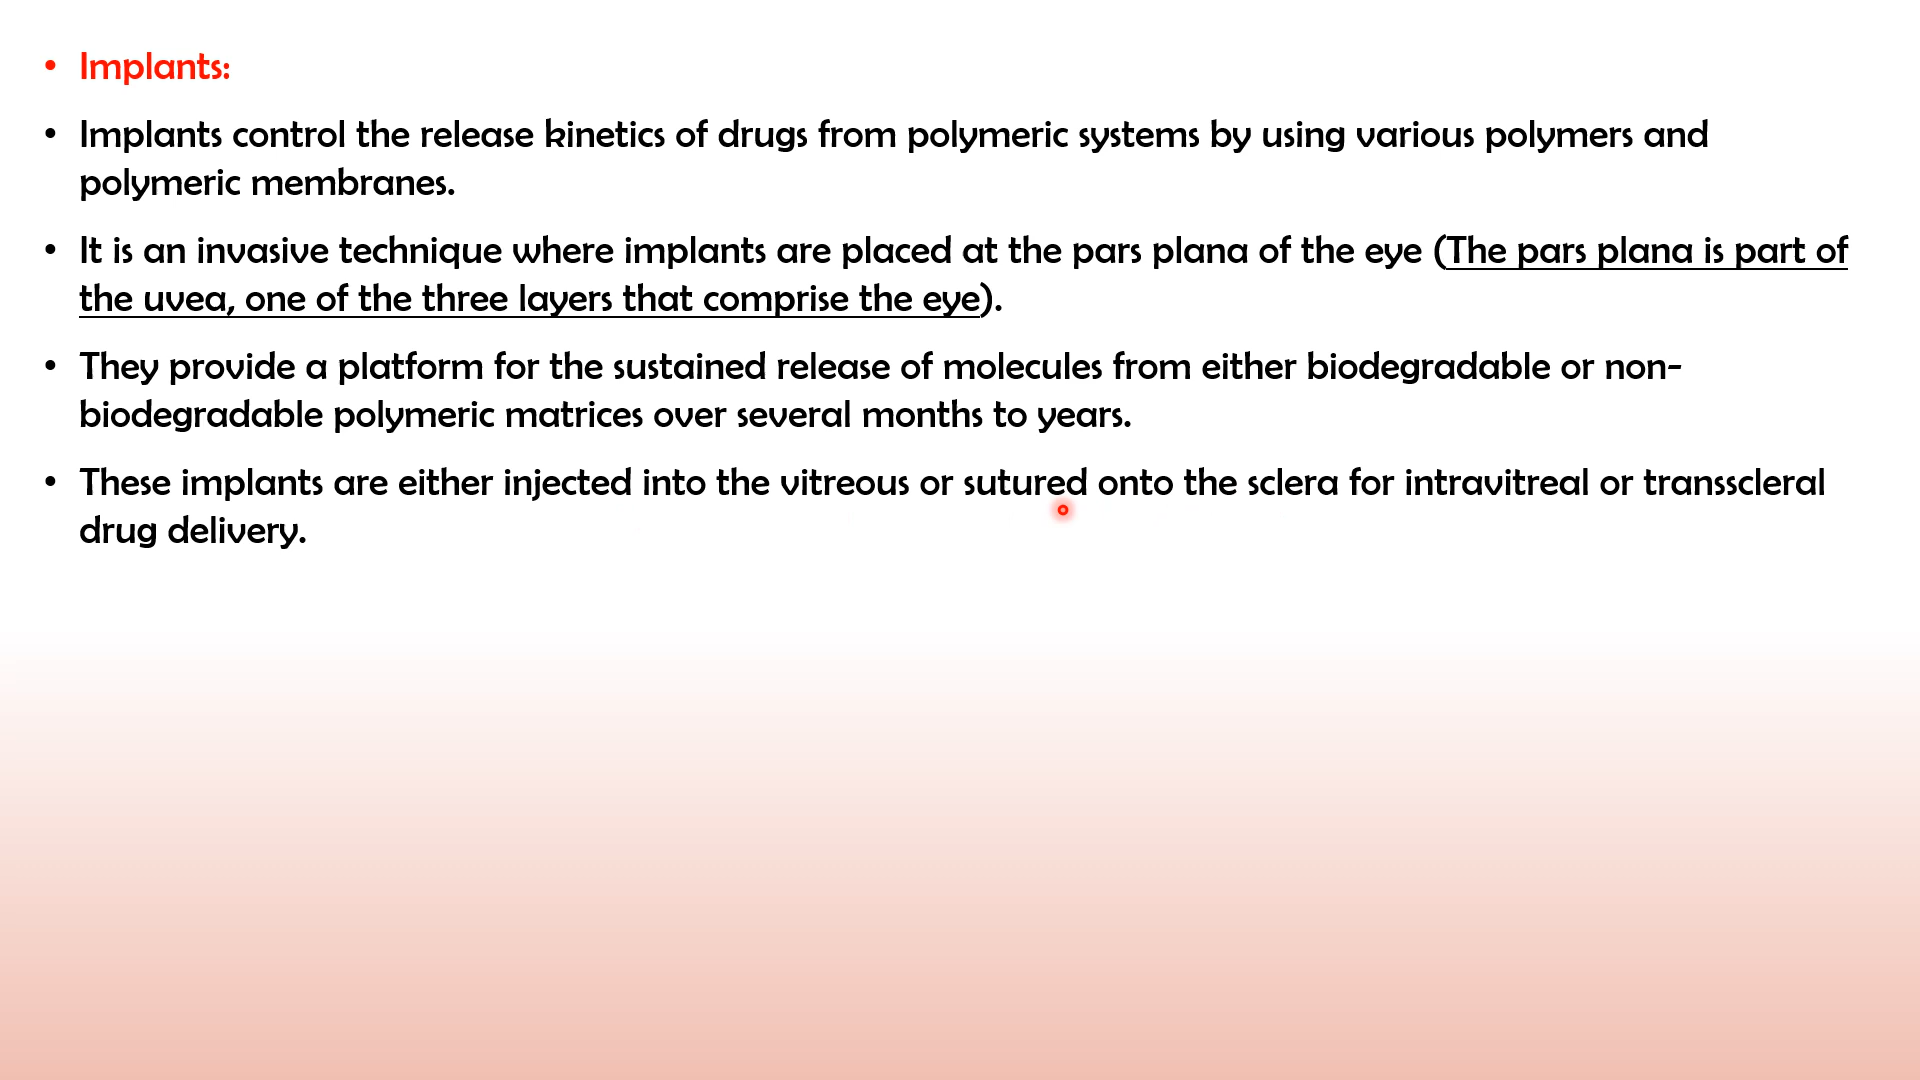 • Implants:
• Implants control the release kinetics of drugs from polymeric systems by using various polymers and
polymeric membranes.
• It is an invasive technique where implants are placed at the pars plana of the eye (The pars plana is part of
the uvea, one of the three layers that comprise the eye).
• They provide a platform for the sustained release of molecules from either biodegradable or non-
biodegradable polymeric matrices over several months to years.
• These implants are either injected into the vitreous or sutured onto the sclera for intravitreal or transscleral
drug delivery.